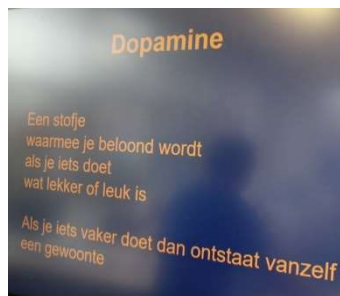 Dopamine
Een stofje
waarmee je beloond wordt
als je iets doet
wat lekker of leuk is
Als je iets vaker doet dan ontstaat vanzelf
een gewoonte